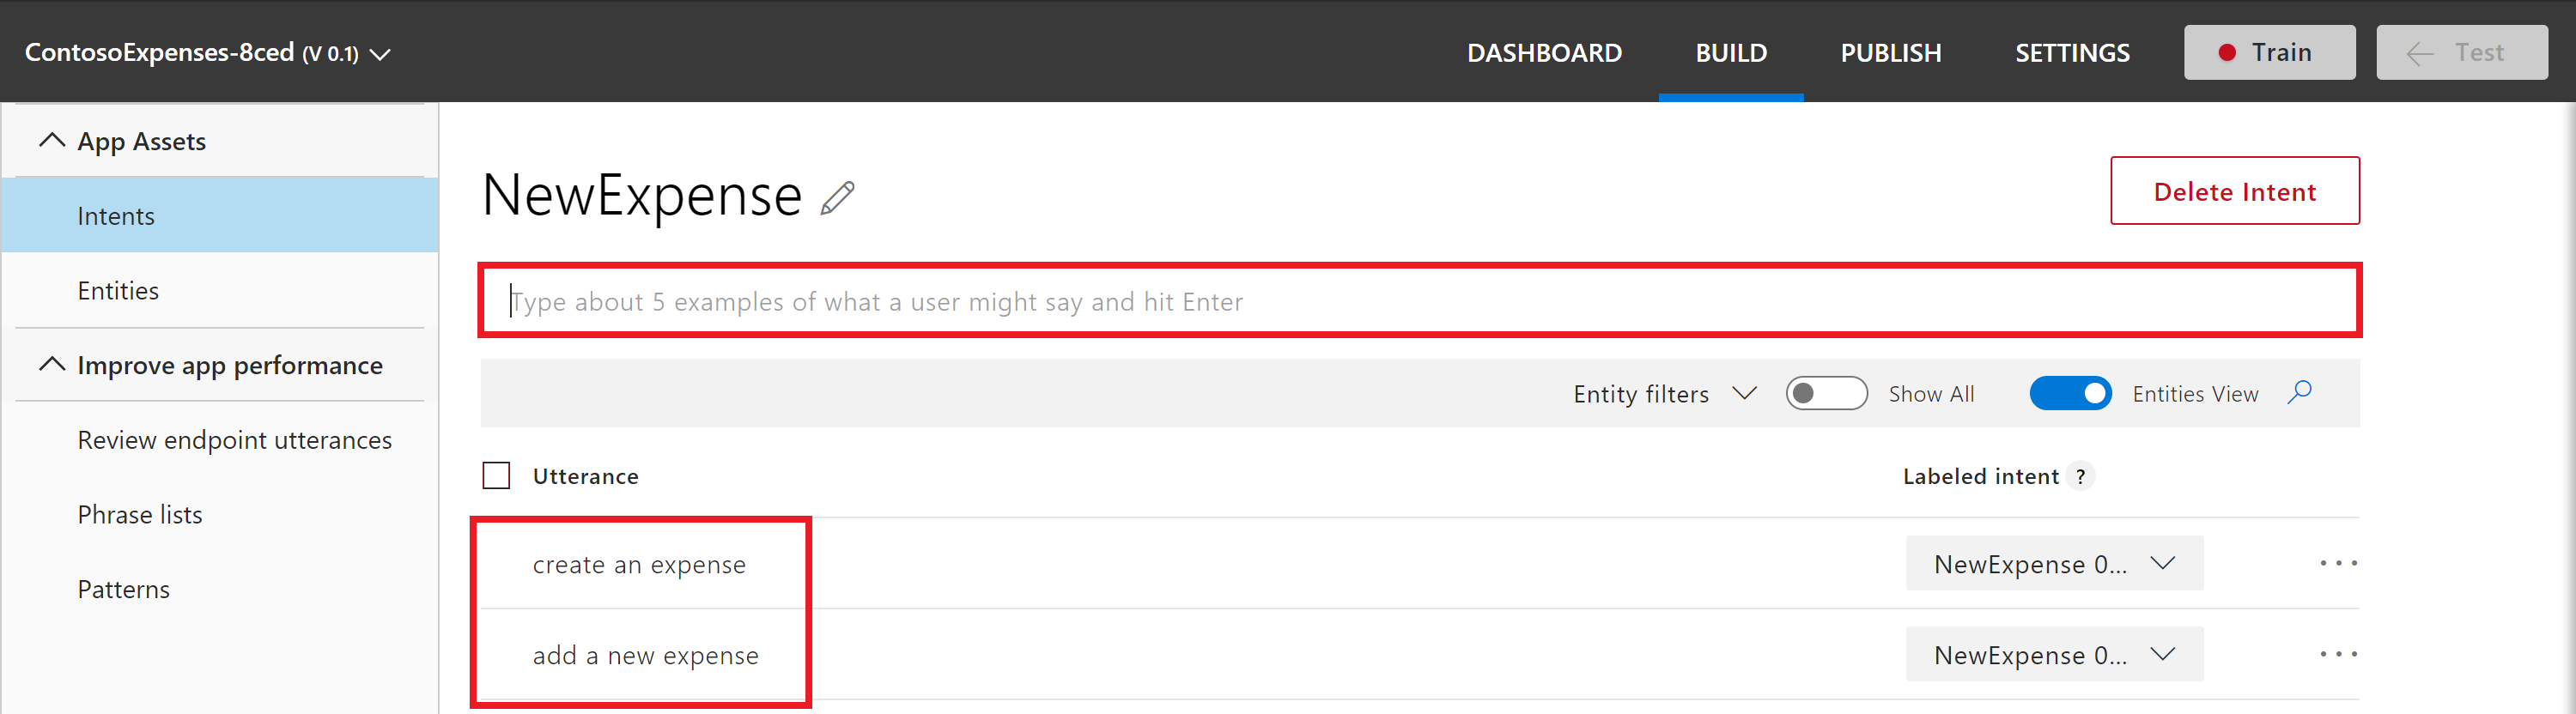 ContosoExpenses-8ced (V 0.1)
DASHBOARD
BUILD
PUBLISH
SETTINGS
Train
Test
App Assets
Intents
Entities
Improve app performance
Review endpoint utterances
Phrase lists
Patterns
NewExpense
Delete Intent
Type about 5 examples of what a user might say and hit Enter
Entity filters
Show All
Entities View
Utterance
Labeled intent ?
create an expense
NewExpense 0...
add a new expense
NewExpense 0...